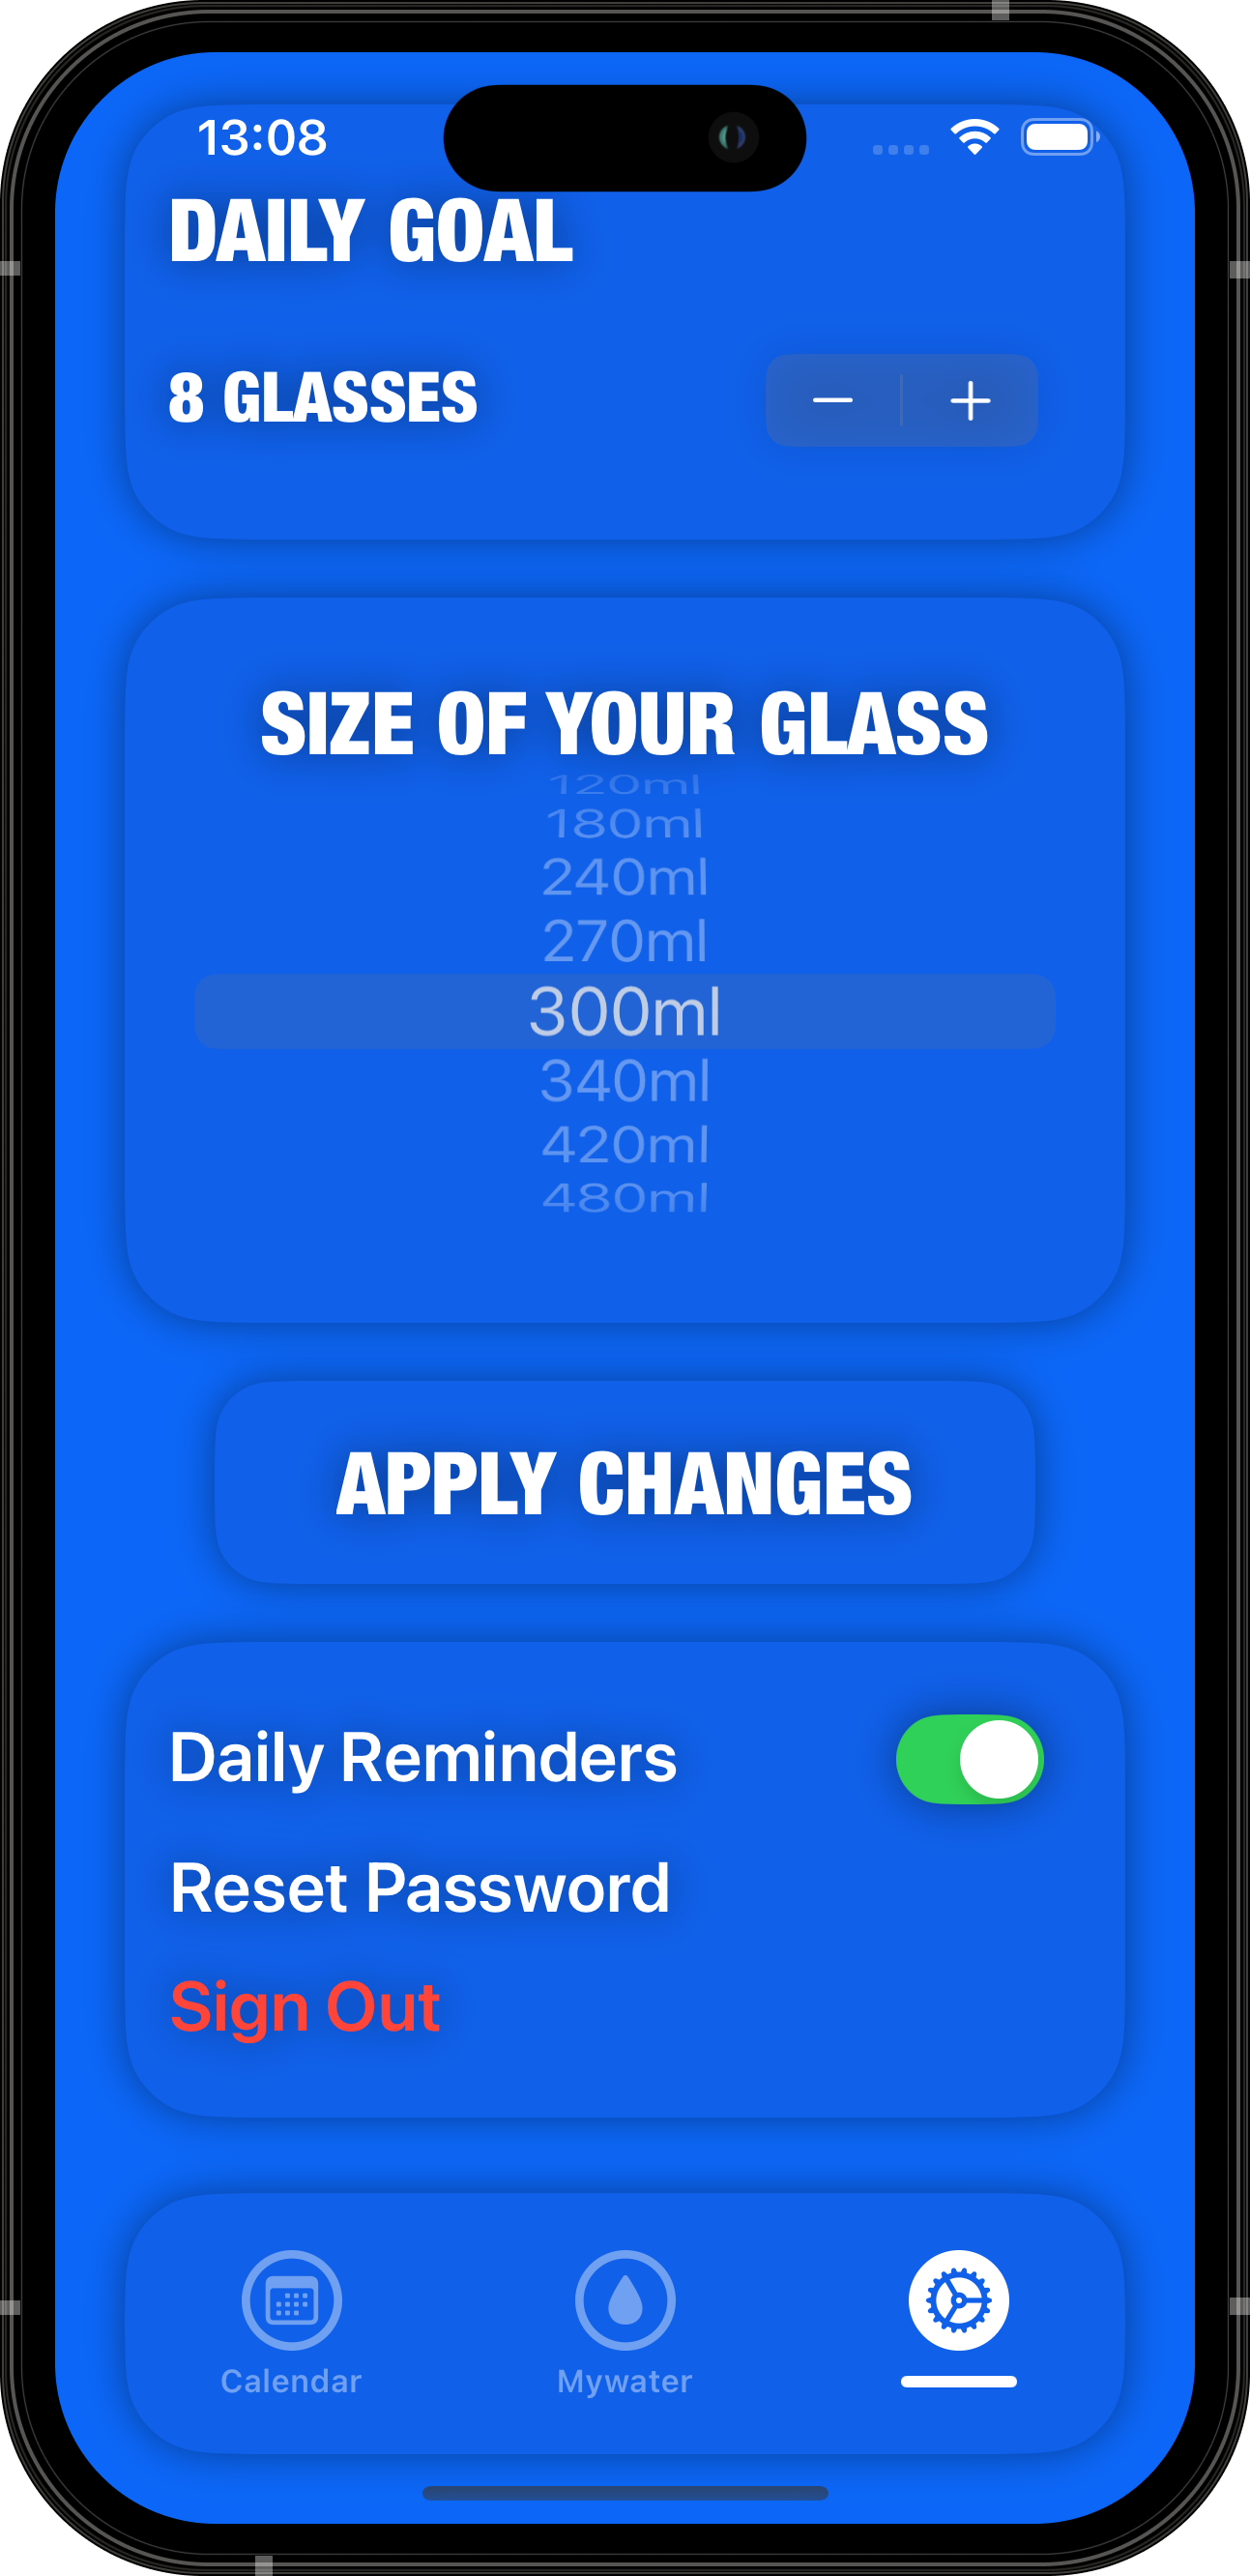 13:08
DAILY GOAL
8 GLASSES
SIZE OF YOUR GLASS
120ml
180ml
240ml
270ml
300ml
340ml
420ml
480ml
APPLY CHANGES
Daily Reminders
Reset Password
Sign Out
Calendar
Mywater